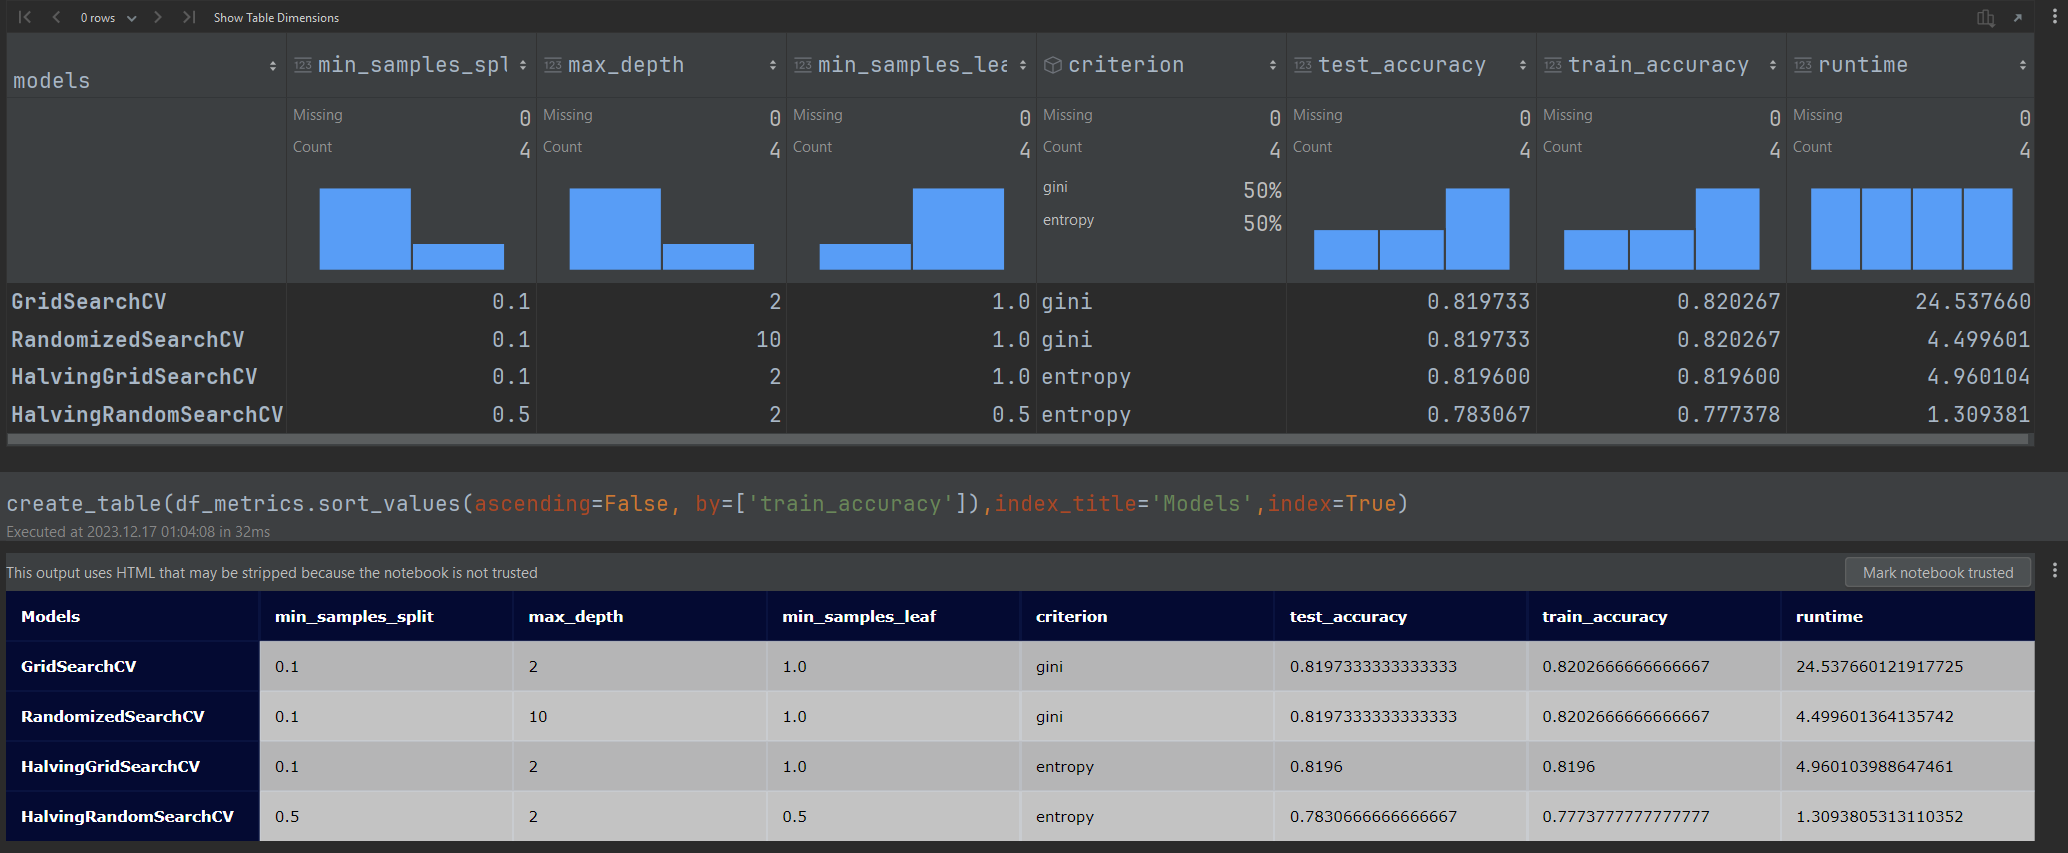 0 rows Show Table Dimensions
models min_samples_spl max_depth min_samples_lea criterion test_accuracy train_accuracy runtime
Missing 0 Missing 0 Missing 0 Missing 0 Missing 0 Missing 0 Missing 0
Count 4 Count 4 Count 4 Count 4 Count 4 Count 4 Count 4
gini 50%
entropy 50%
GridSearchCV 0.1 2 1.0 gini 0.819733 0.820267 24.537660
RandomizedSearchCV 0.1 10 1.0 gini 0.819733 0.820267 4.499601
HalvingGridSearchCV 0.1 2 1.0 entropy 0.819600 0.819600 4.960104
HalvingRandomSearchCV 0.5 2 0.5 entropy 0.783067 0.777378 1.309381
create_table(df_metrics.sort_values(ascending=False, by=['train_accuracy']),index_title='Models',index=True)
Executed at 2023.12.17 01:04:08 in 32ms
This output uses HTML that may be stripped because the notebook is not trusted Mark notebook trusted
Models min_samples_split max_depth min_samples_leaf criterion test_accuracy train_accuracy runtime
GridSearchCV 0.1 2 1.0 gini 0.8197333333333333 0.8202666666666667 24.537660121917725
RandomizedSearchCV 0.1 10 1.0 gini 0.8197333333333333 0.8202666666666667 4.499601364135742
HalvingGridSearchCV 0.1 2 1.0 entropy 0.8196 0.8196 4.960103988647461
HalvingRandomSearchCV 0.5 2 0.5 entropy 0.7830666666666667 0.7773777777777777 1.3093805313110352